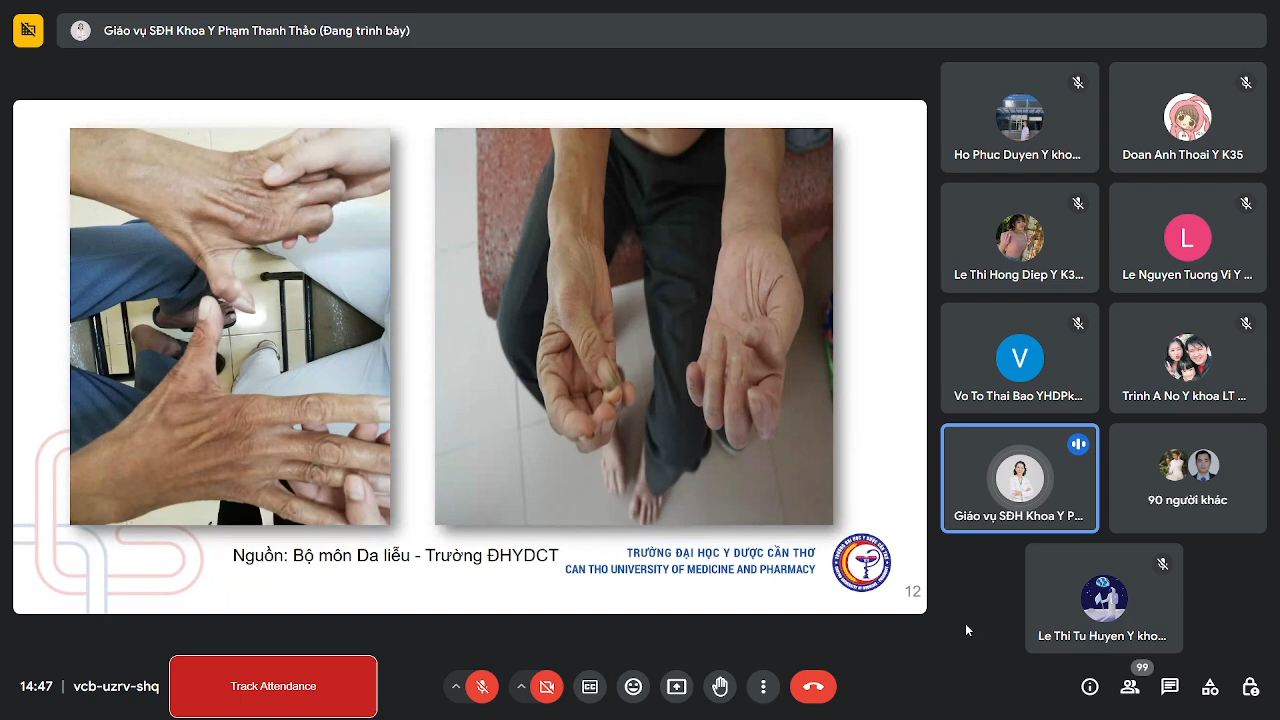 Giáo vụ SĐH Khoa Y Phạm Thanh Thảo (Đang trình bày)
Ho Phuc Duyen Y kho...
Doan Anh Thoai Y K35
Le Thi Hong Diep Y K3...
Le Nguyen Tuong Vi Y ...
V
L
Vo To Thai Bao YHDPk...
Trinh A No Y khoa LT ...
Giáo vụ SĐH Khoa Y P...
90 người khác
Le Thi Tu Huyen Y kho...
Nguồn: Bộ môn Da liễu - Trường ĐHYDCT
TRƯỜNG ĐẠI HỌC Y DƯỢC CẦN THƠ
CAN THO UNIVERSITY OF MEDICINE AND PHARMACY
12
14:47 | vcb-uzrv-shq
Track Attendance
99